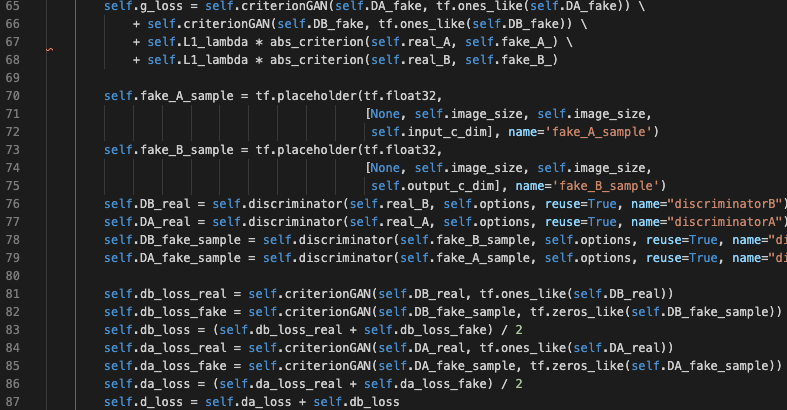 65 self.g_loss = self.criterionGAN(self.DA_fake, tf.ones_like(self.DA_fake)) \
66 + self.criterionGAN(self.DB_fake, tf.ones_like(self.DB_fake)) \
67 + self.L1_lambda * abs_criterion(self.real_A, self.fake_A_) \
68 + self.L1_lambda * abs_criterion(self.real_B, self.fake_B_)
69
70 self.fake_A_sample = tf.placeholder(tf.float32,
71 [None, self.image_size, self.image_size,
72 self.input_c_dim], name='fake_A_sample')
73 self.fake_B_sample = tf.placeholder(tf.float32,
74 [None, self.image_size, self.image_size,
75 self.output_c_dim], name='fake_B_sample')
76 self.DB_real = self.discriminator(self.real_B, self.options, reuse=True, name="discriminatorB")
77 self.DA_real = self.discriminator(self.real_A, self.options, reuse=True, name="discriminatorA")
78 self.DB_fake_sample = self.discriminator(self.fake_B_sample, self.options, reuse=True, name="di
79 self.DA_fake_sample = self.discriminator(self.fake_A_sample, self.options, reuse=True, name="di
80
81 self.db_loss_real = self.criterionGAN(self.DB_real, tf.ones_like(self.DB_real))
82 self.db_loss_fake = self.criterionGAN(self.DB_fake_sample, tf.zeros_like(self.DB_fake_sample))
83 self.db_loss = (self.db_loss_real + self.db_loss_fake) / 2
84 self.da_loss_real = self.criterionGAN(self.DA_real, tf.ones_like(self.DA_real))
85 self.da_loss_fake = self.criterionGAN(self.DA_fake_sample, tf.zeros_like(self.DA_fake_sample))
86 self.da_loss = (self.da_loss_real + self.da_loss_fake) / 2
87 self.d_loss = self.da_loss + self.db_loss